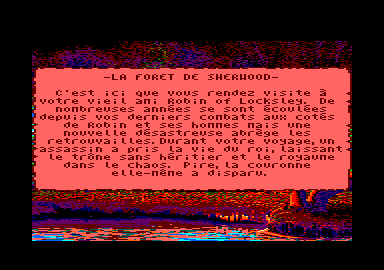 -LA FORET DE SHERWOOD-
C'est ici que vous rendez visite à
votre vieil ami Robin of Locksley. De
nombreuses années se sont écoulées
depuis vos derniers combats aux cotés
de Robin et ses hommes mais une
nouvelle désastreuse abrège les
retrouvailles.Durant votre voyage,un
assassin a pris la vie du roi,laissant
le trône sans héritier et le royaume
dans le chaos. Pire,la couronne
elle-même a disparu.